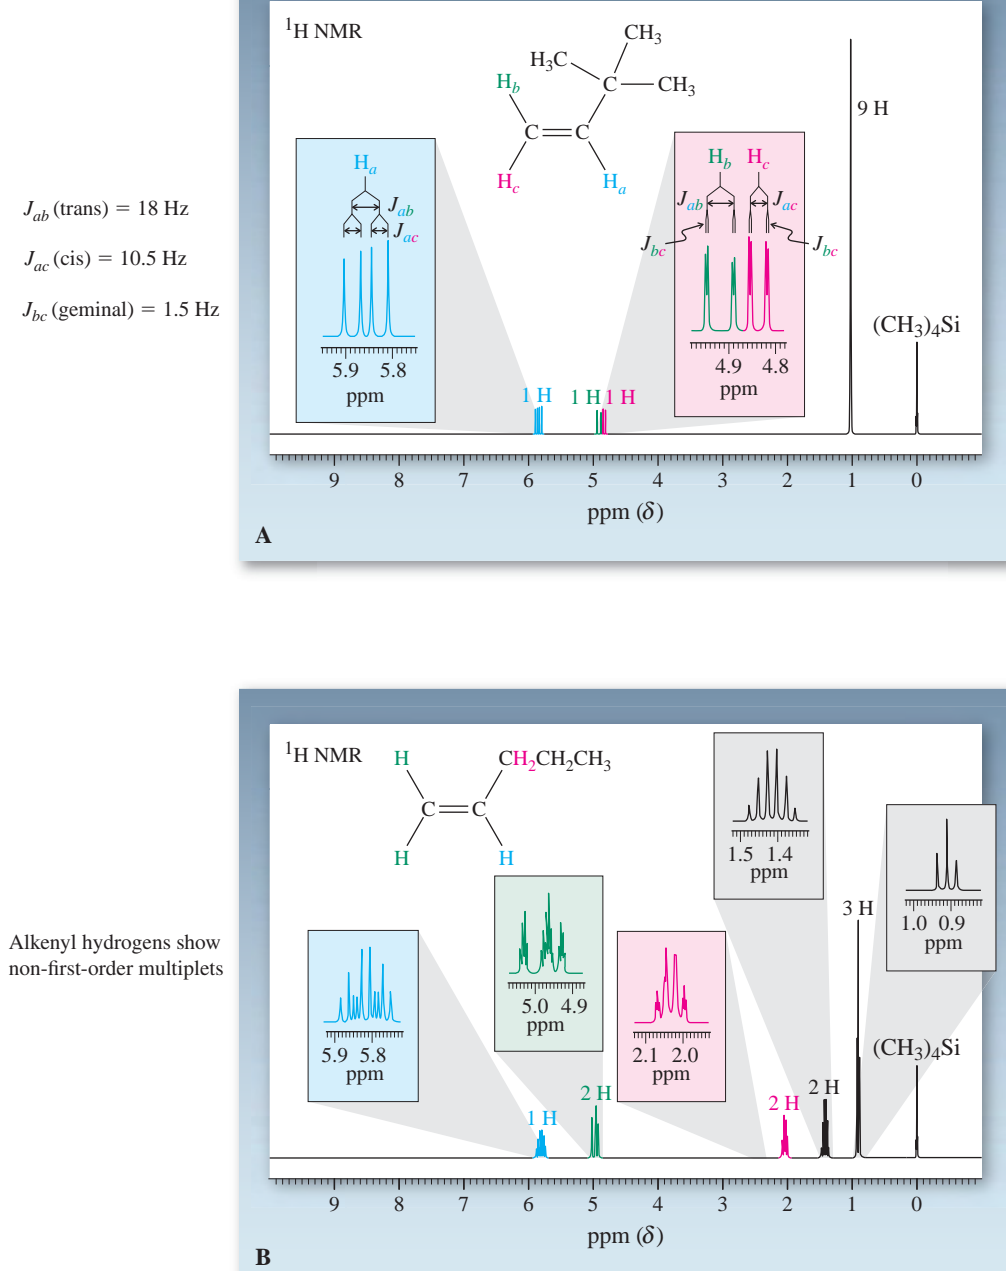 ¹H NMR
CH₃
H₃C
C—CH₃
H_b
C=C
H_c
H_a
9 H
H_a
J_ab
J_ac
5.9 5.8
ppm
H_b H_c
J_ab J_ac
J_bc J_bc
4.9 4.8
ppm
J_ab (trans) = 18 Hz
J_ac (cis) = 10.5 Hz
J_bc (geminal) = 1.5 Hz
(CH₃)₄Si
1 H
1 H 1 H
9 8 7 6 5 4 3 2 1 0
ppm (δ)
A
¹H NMR
H
CH₂CH₂CH₃
C=C
H
H
1.5 1.4
ppm
1.0 0.9
ppm
3 H
Alkenyl hydrogens show
non-first-order multiplets
5.9 5.8
ppm
5.0 4.9
ppm
2.1 2.0
ppm
(CH₃)₄Si
1 H
2 H
2 H
2 H
9 8 7 6 5 4 3 2 1 0
ppm (δ)
B